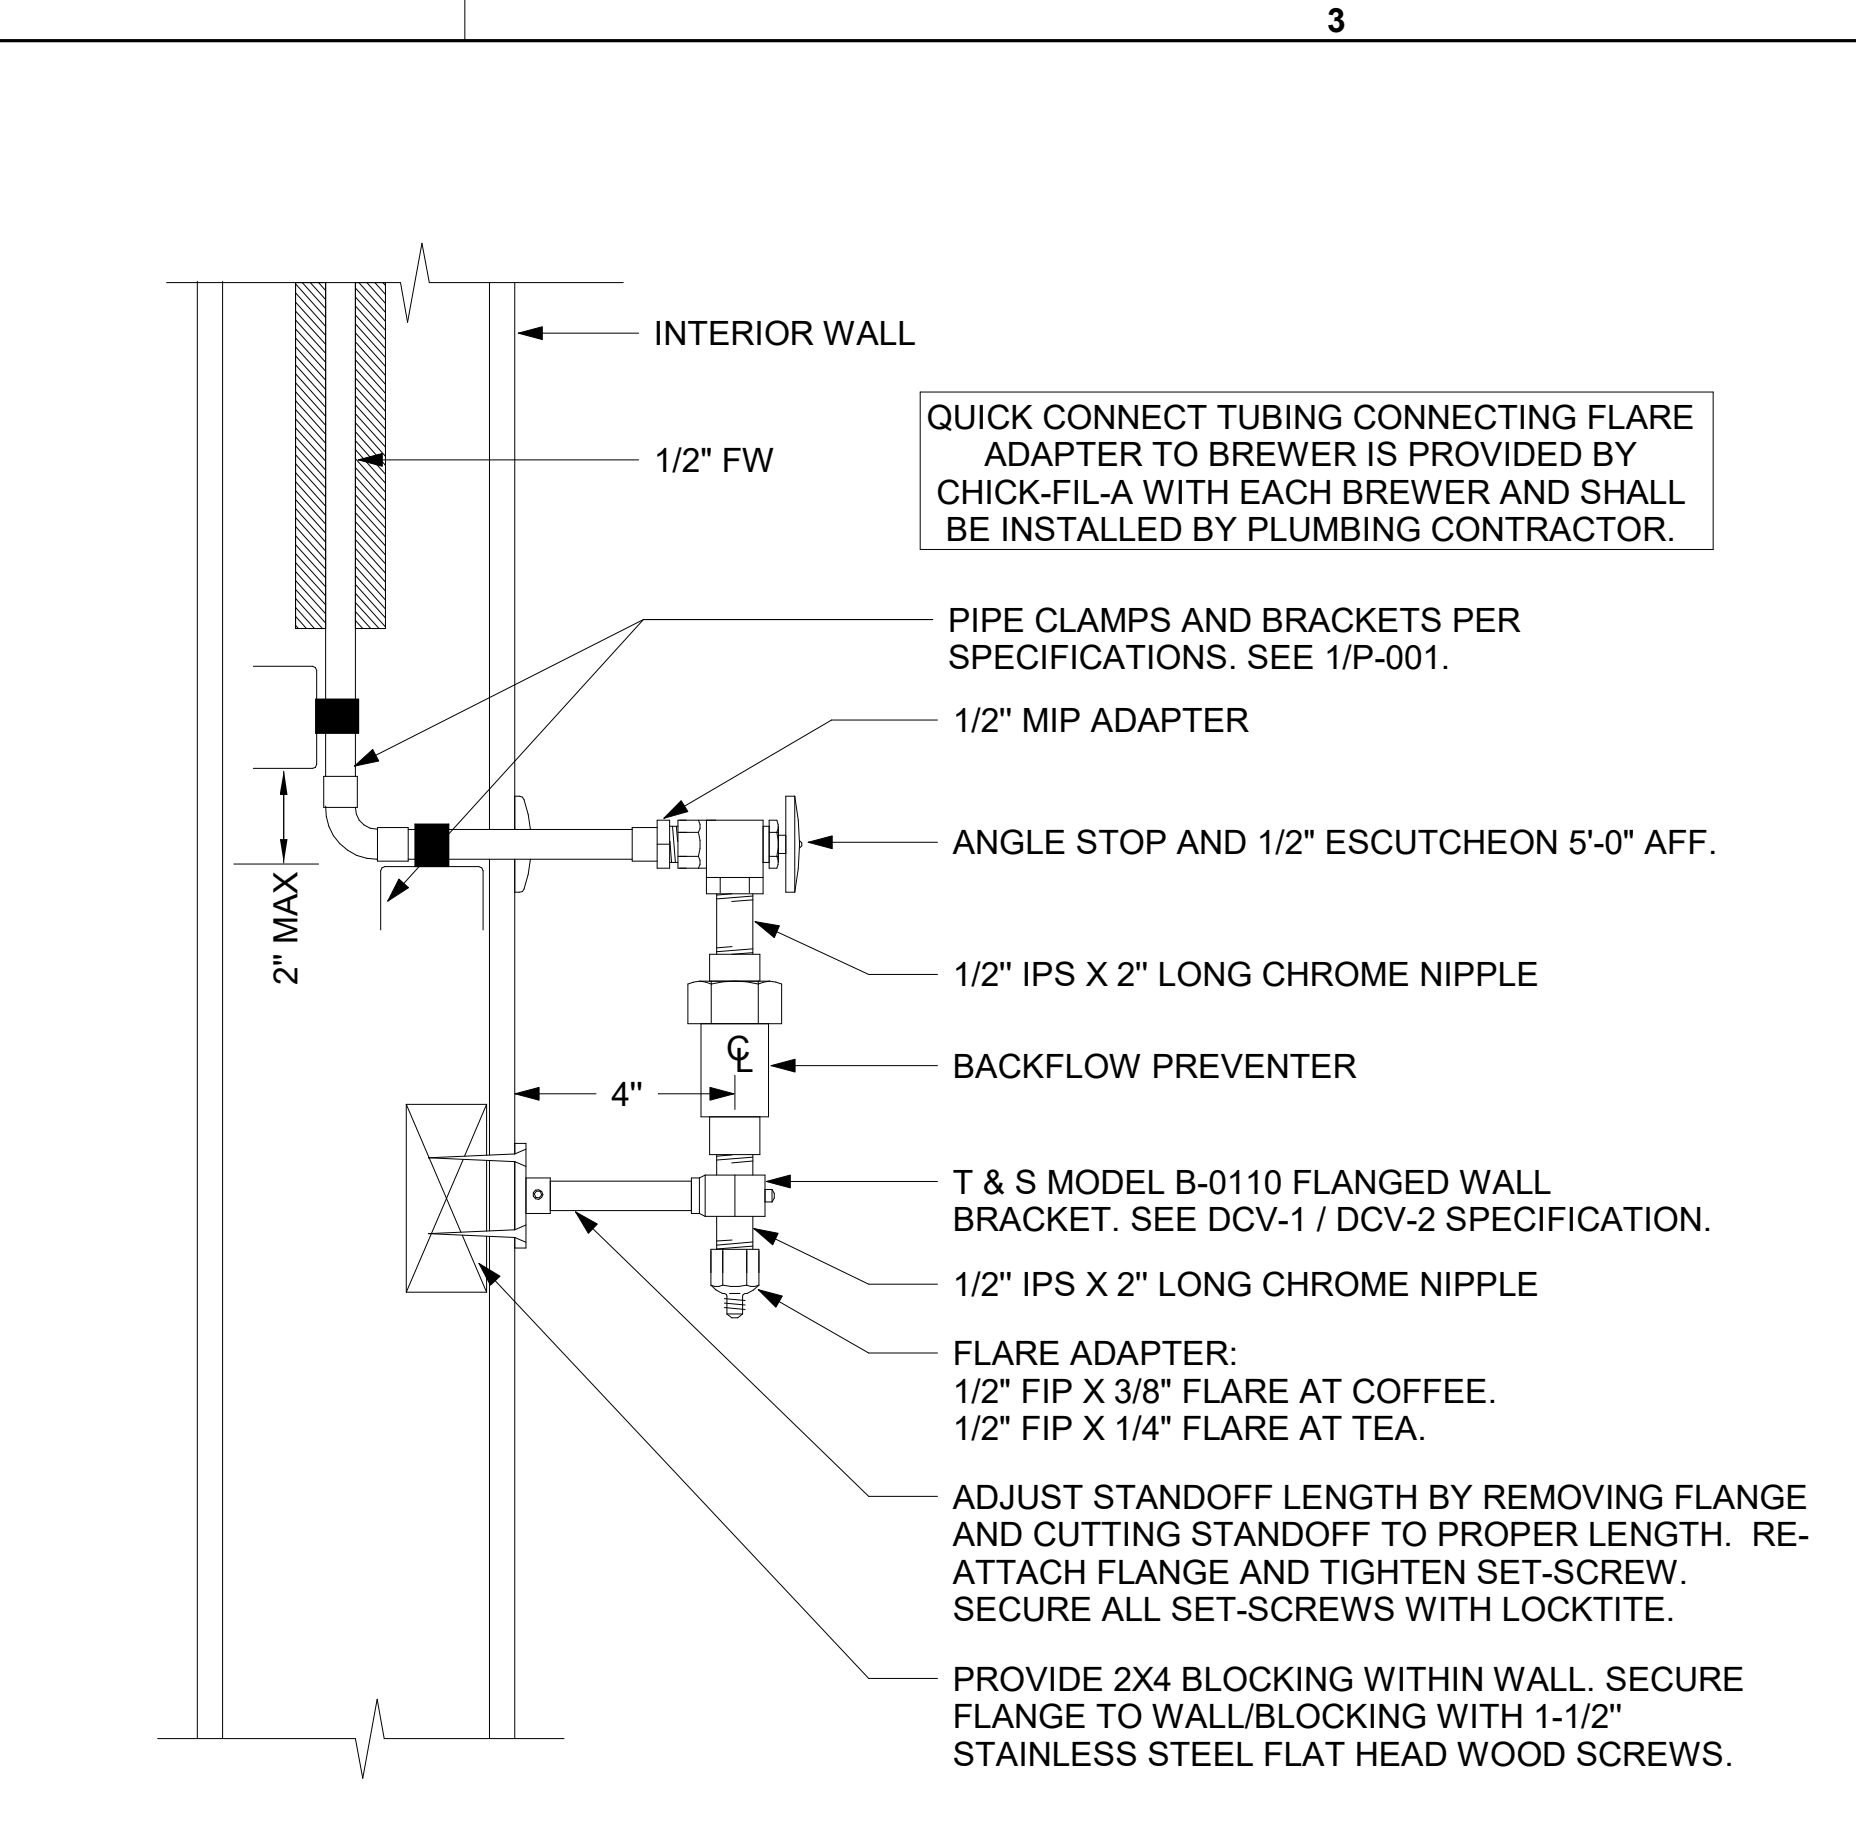 3
INTERIOR WALL
1/2" FW
QUICK CONNECT TUBING CONNECTING FLARE
ADAPTER TO BREWER IS PROVIDED BY
CHICK-FIL-A WITH EACH BREWER AND SHALL
BE INSTALLED BY PLUMBING CONTRACTOR.
PIPE CLAMPS AND BRACKETS PER
SPECIFICATIONS. SEE 1/P-001.
1/2" MIP ADAPTER
ANGLE STOP AND 1/2" ESCUTCHEON 5'-0" AFF.
2" MAX
1/2" IPS X 2" LONG CHROME NIPPLE
CL
BACKFLOW PREVENTER
4"
T & S MODEL B-0110 FLANGED WALL
BRACKET. SEE DCV-1 / DCV-2 SPECIFICATION.
1/2" IPS X 2" LONG CHROME NIPPLE
FLARE ADAPTER:
1/2" FIP X 3/8" FLARE AT COFFEE.
1/2" FIP X 1/4" FLARE AT TEA.
ADJUST STANDOFF LENGTH BY REMOVING FLANGE
AND CUTTING STANDOFF TO PROPER LENGTH.  RE-
ATTACH FLANGE AND TIGHTEN SET-SCREW.
SECURE ALL SET-SCREWS WITH LOCKTITE.
PROVIDE 2X4 BLOCKING WITHIN WALL. SECURE
FLANGE TO WALL/BLOCKING WITH 1-1/2"
STAINLESS STEEL FLAT HEAD WOOD SCREWS.